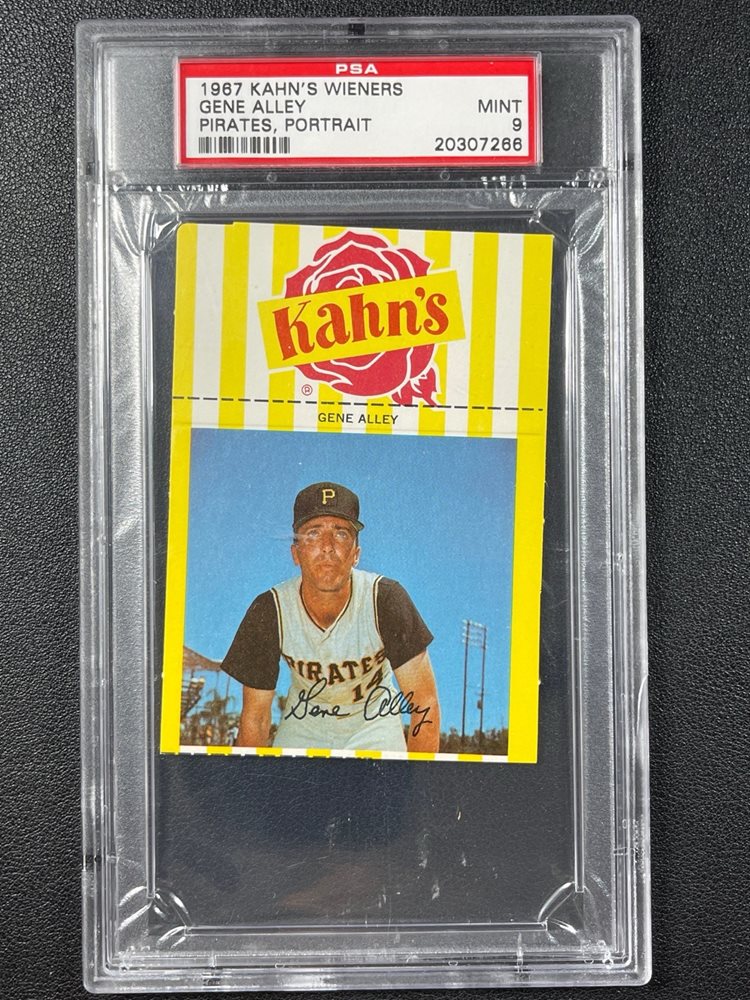 PSA
1967 KAHN'S WIENERS
GENE ALLEY MINT
PIRATES, PORTRAIT 9
20307266
Kahn's
®
GENE ALLEY
P
PIRATES
14
Gene Alley